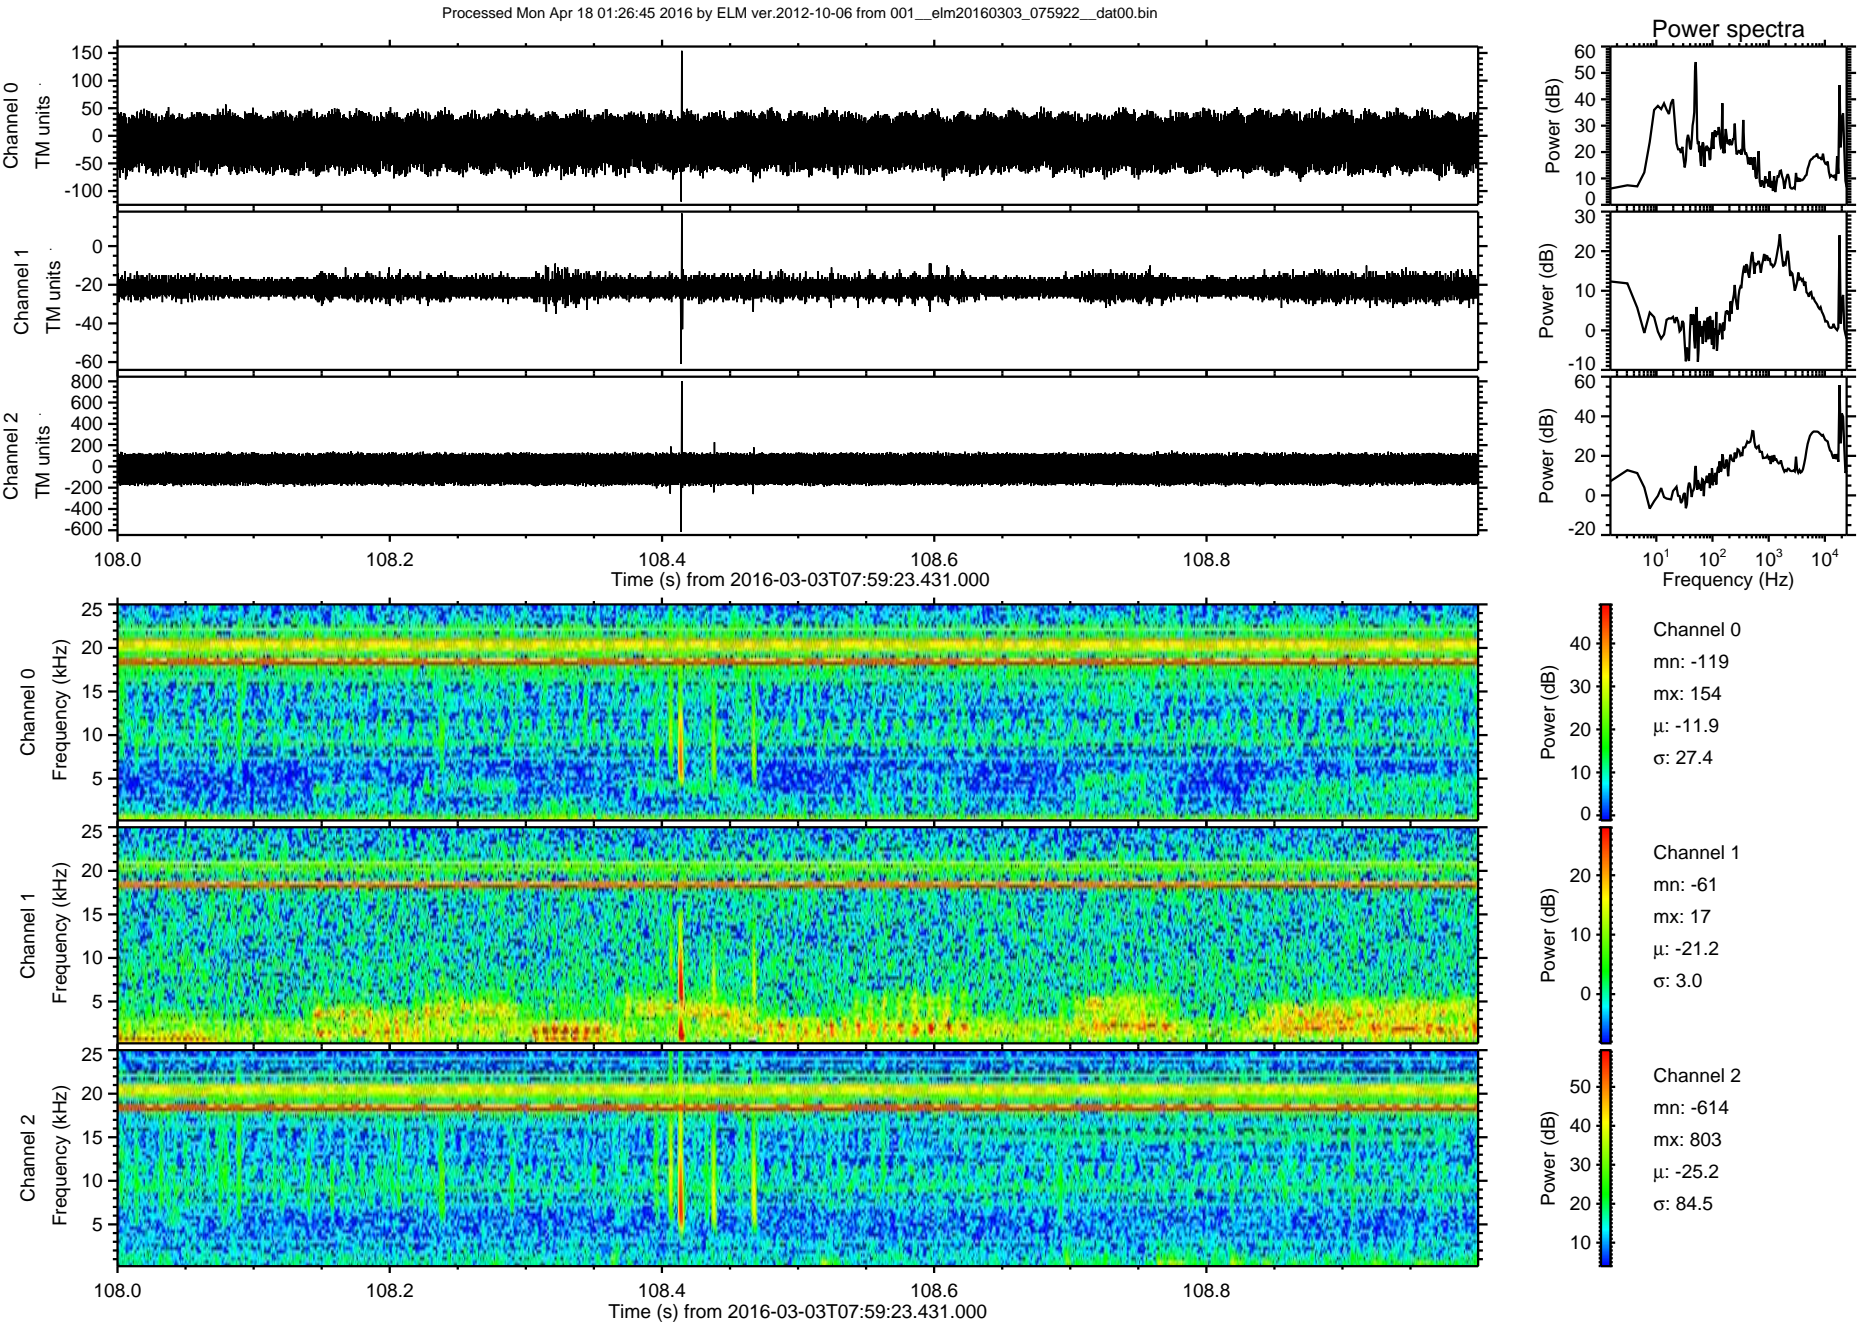 Processed Mon Apr 18 01:26:45 2016 by ELM ver.2012-10-06 from 001__elm20160303_075922__dat00.bin
Power spectra
Channel 0
TM units
150
100
50
0
-50
-100
Power (dB)
60
50
40
30
20
10
0
Channel 1
TM units
0
-20
-40
-60
Power (dB)
30
20
10
0
-10
Channel 2
TM units
800
600
400
200
0
-200
-400
-600
Power (dB)
60
40
20
0
-20
108.0 108.2 108.4 108.6 108.8
Time (s) from 2016-03-03T07:59:23.431.000
10^1 10^2 10^3 10^4
Frequency (Hz)
Channel 0
Frequency (kHz)
25
20
15
10
5
Power (dB)
40
30
20
10
0
Channel 0
mn: -119
mx: 154
μ: -11.9
σ: 27.4
Channel 1
Frequency (kHz)
25
20
15
10
5
Power (dB)
20
10
0
Channel 1
mn: -61
mx: 17
μ: -21.2
σ: 3.0
Channel 2
Frequency (kHz)
25
20
15
10
5
Power (dB)
50
40
30
20
10
Channel 2
mn: -614
mx: 803
μ: -25.2
σ: 84.5
108.0 108.2 108.4 108.6 108.8
Time (s) from 2016-03-03T07:59:23.431.000